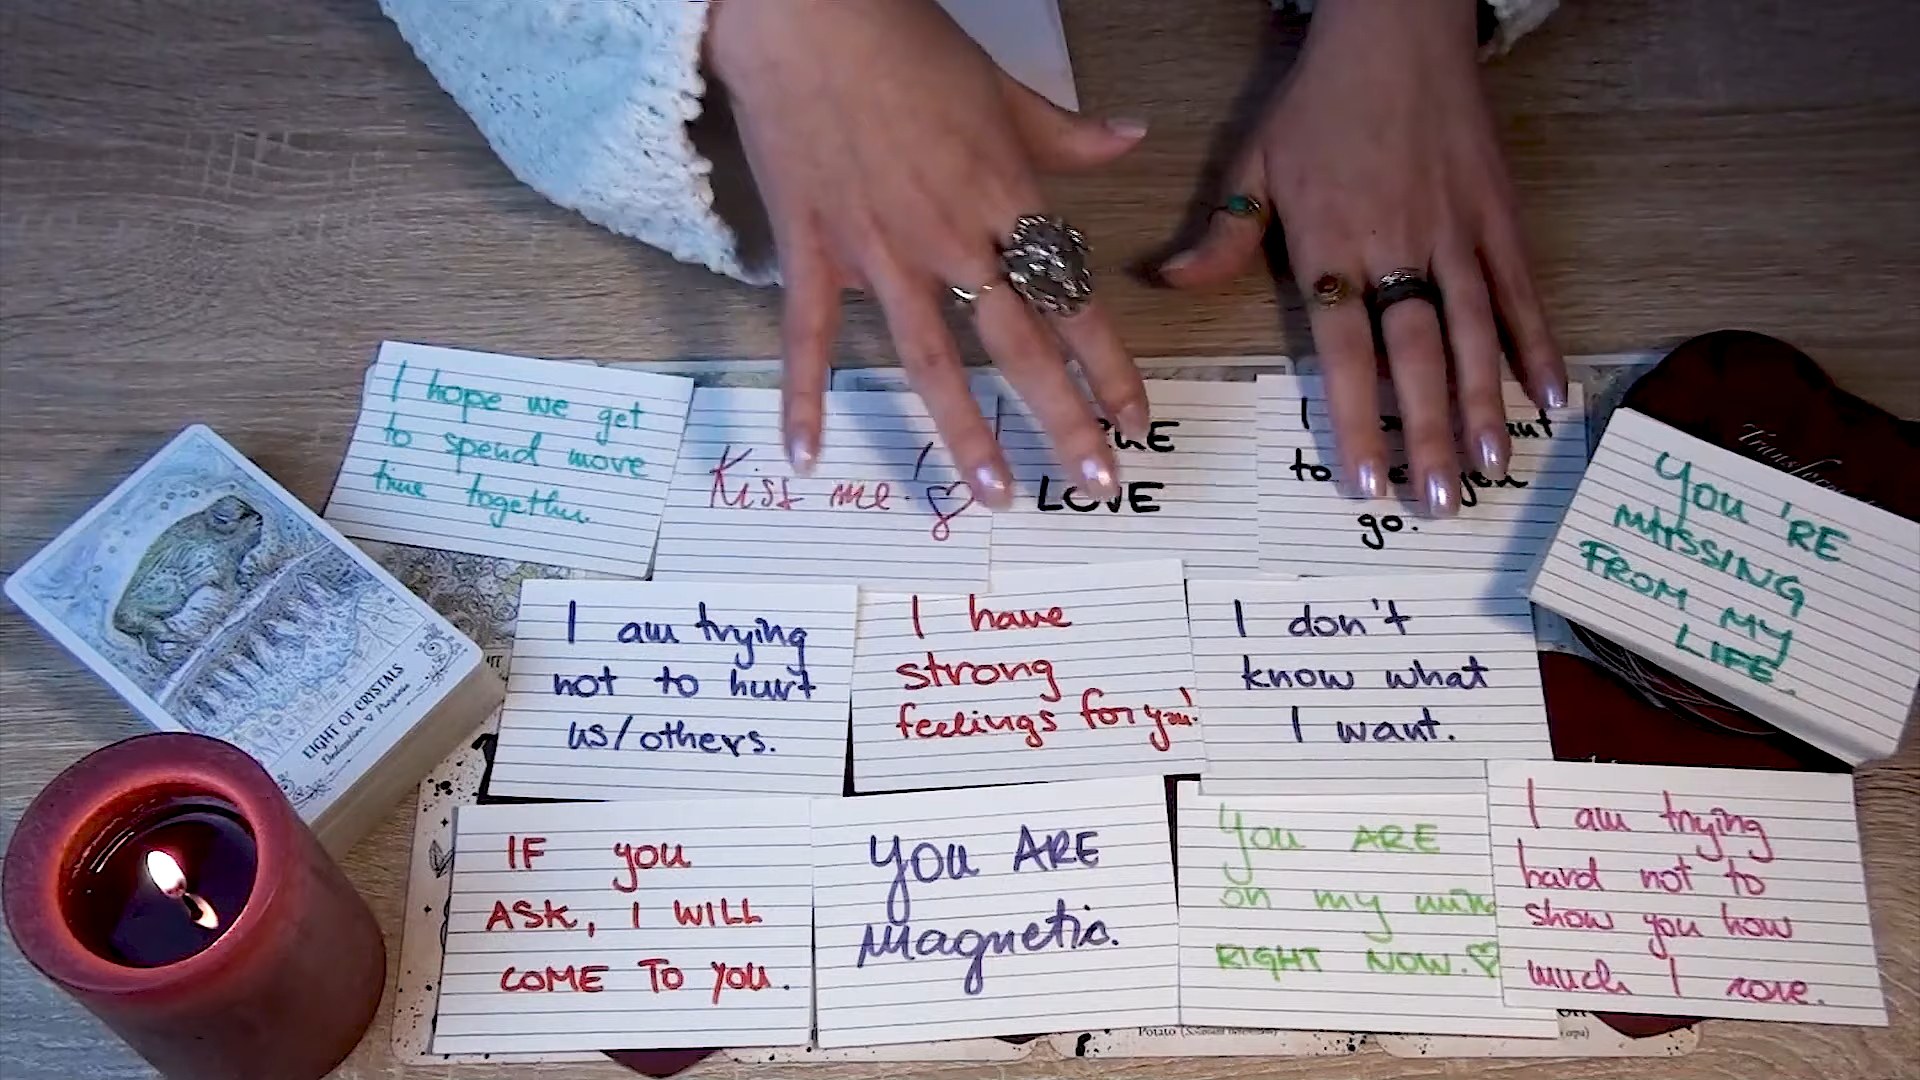 I hope we get
to spend more
time together.
Kiss me!
LOVE
I
to you
go.
YOU'RE
MISSING
FROM MY
LIFE.
EIGHT OF CRYSTALS
I am trying
not to hurt
us/others.
I have
strong
feelings for you!
I don't
know what
I want.
IF you
ASK, I WILL
COME TO YOU.
YOU ARE
Magnetic.
You ARE
on my
RIGHT NOW.
I am trying
hard not to
show you how
much I
Potato